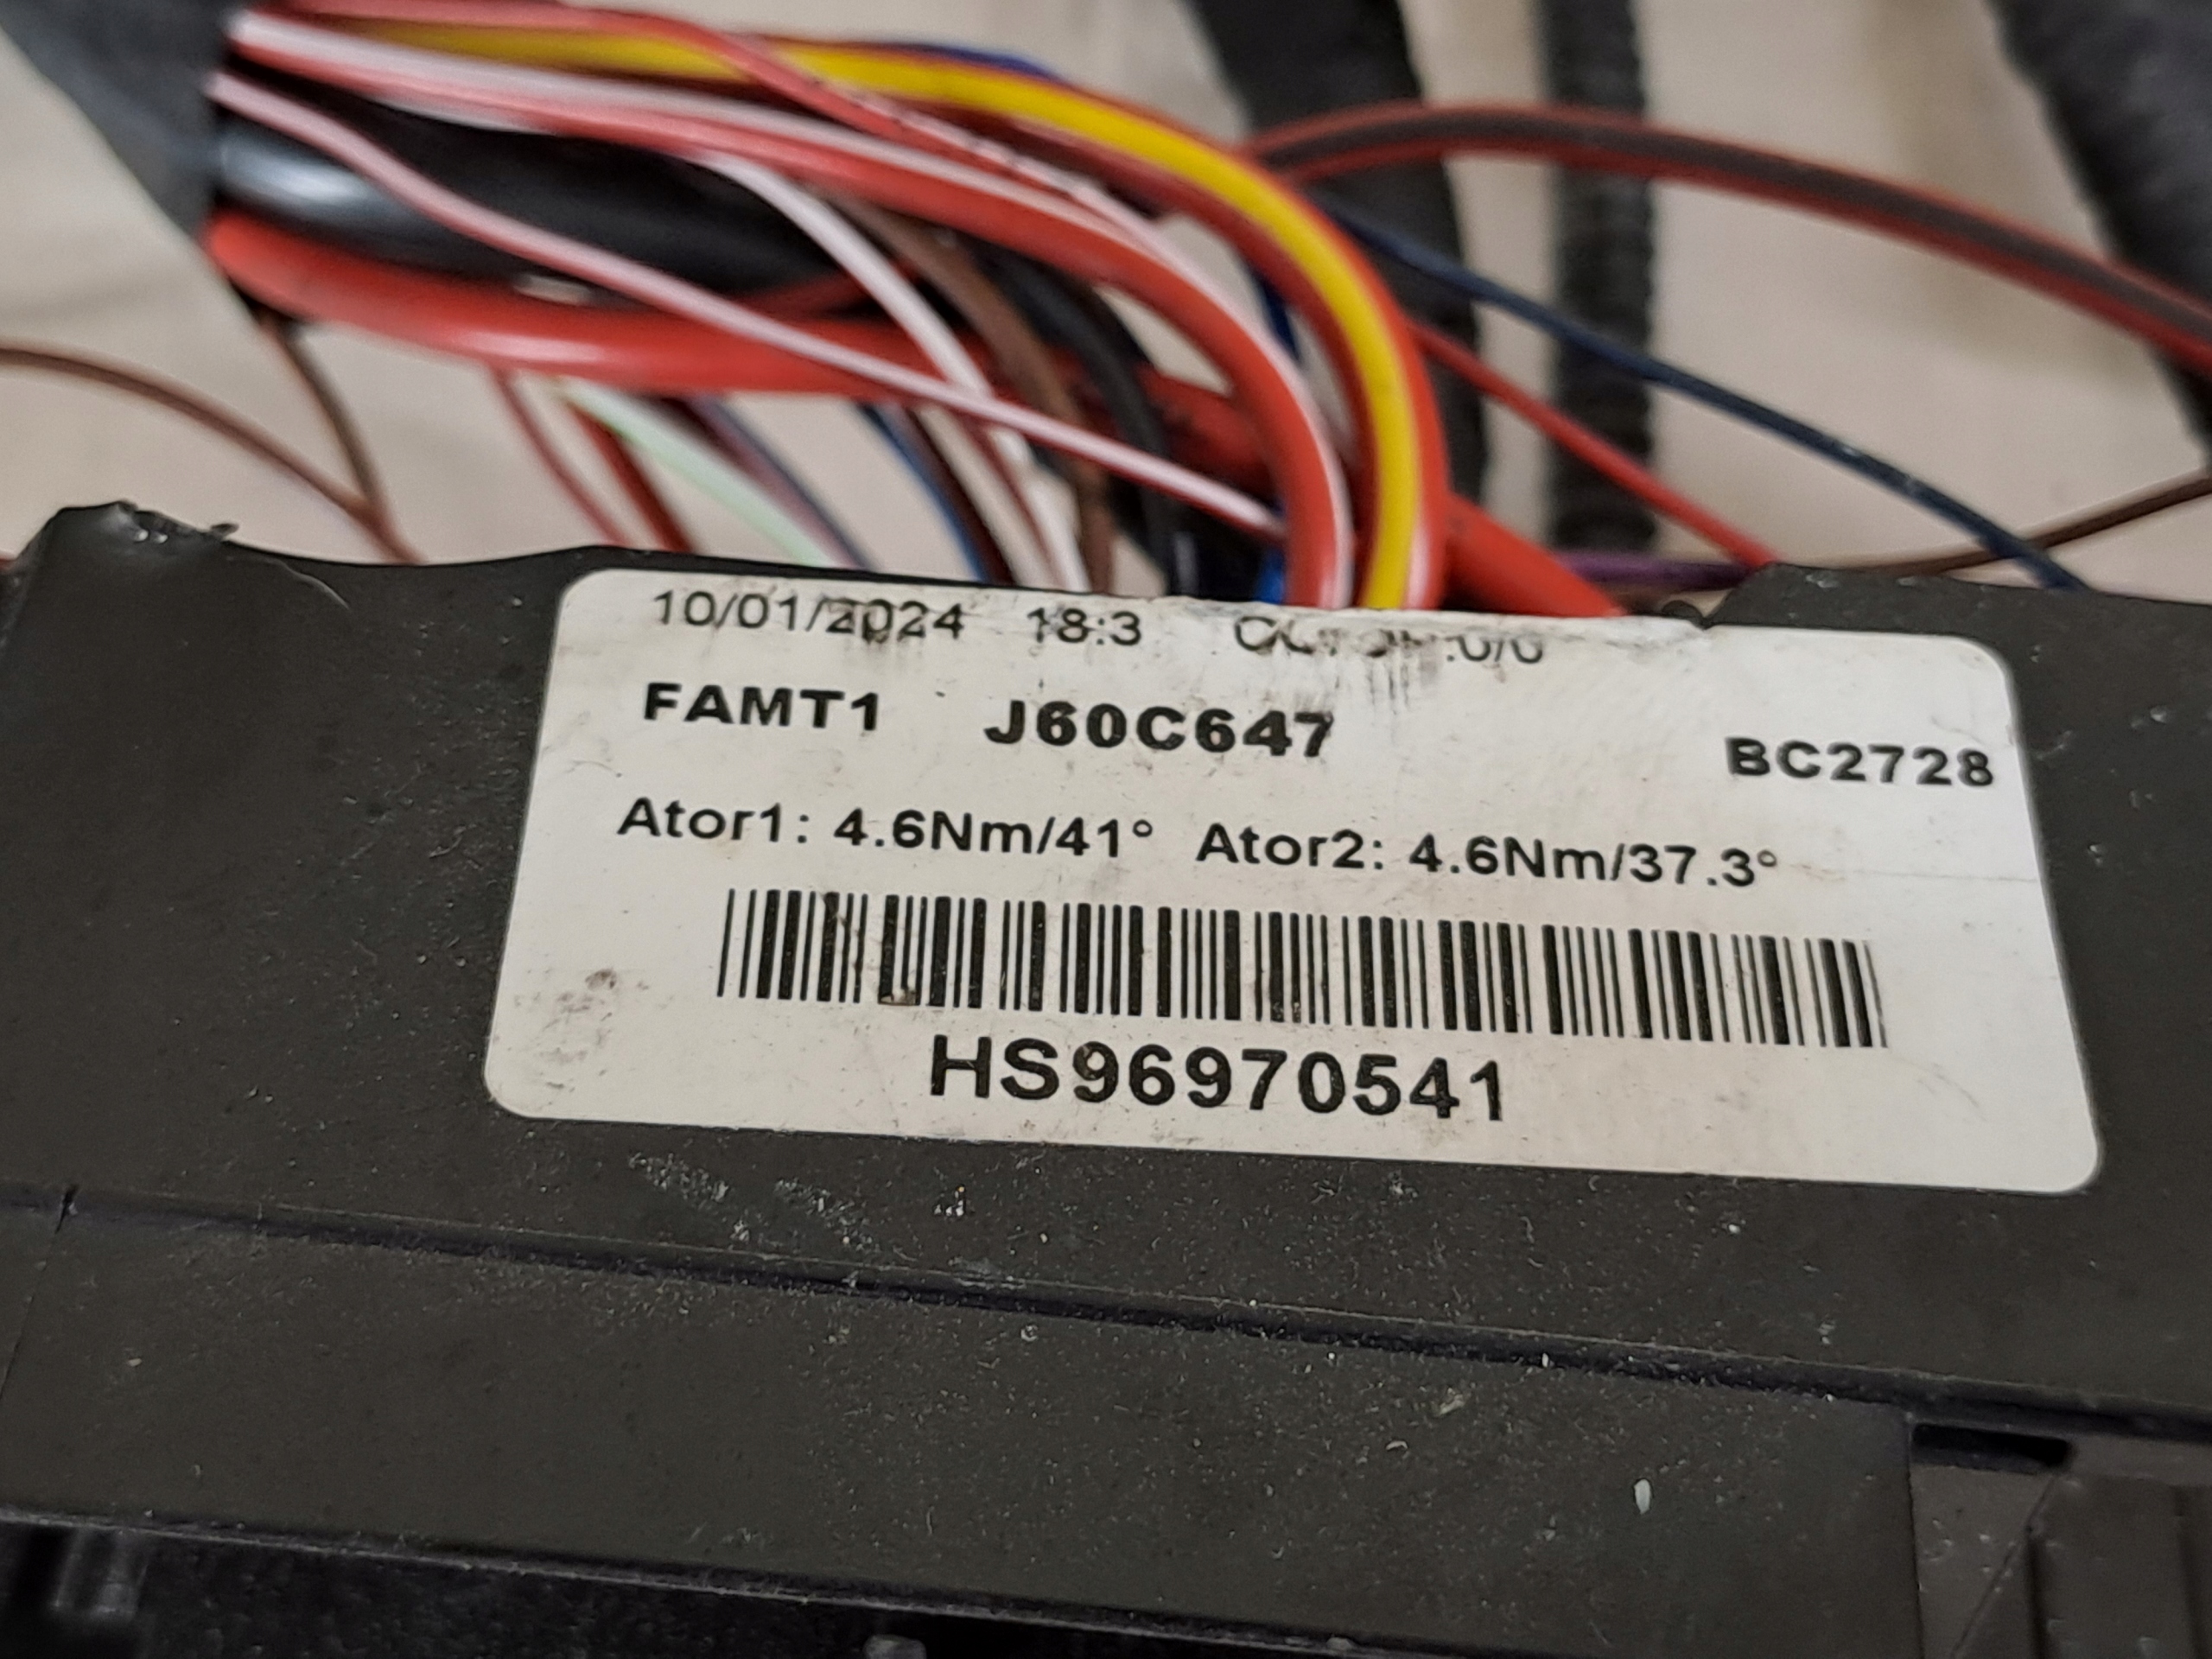 10/01/2024 18:3
FAMT1 J60C647 BC2728
Ator1: 4.6Nm/41° Ator2: 4.6Nm/37.3°
HS96970541